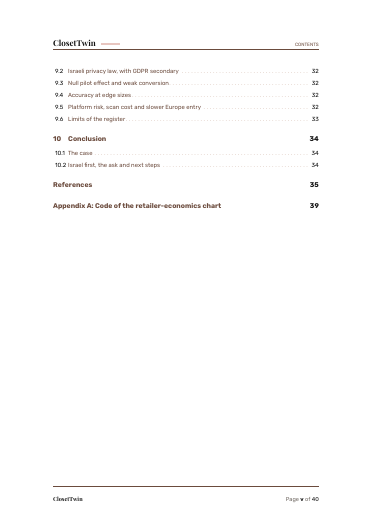 ClosetTwin CONTENTS
9.2 Israeli privacy law, with GDPR secondary 32
9.3 Null pilot effect and weak conversion 32
9.4 Accuracy at edge sizes 32
9.5 Platform risk, scan cost and slower Europe entry 32
9.6 Limits of the register 33
10 Conclusion 34
10.1 The case 34
10.2 Israel first, the ask and next steps 34
References 35
Appendix A: Code of the retailer-economics chart 39
ClosetTwin Page v of 40